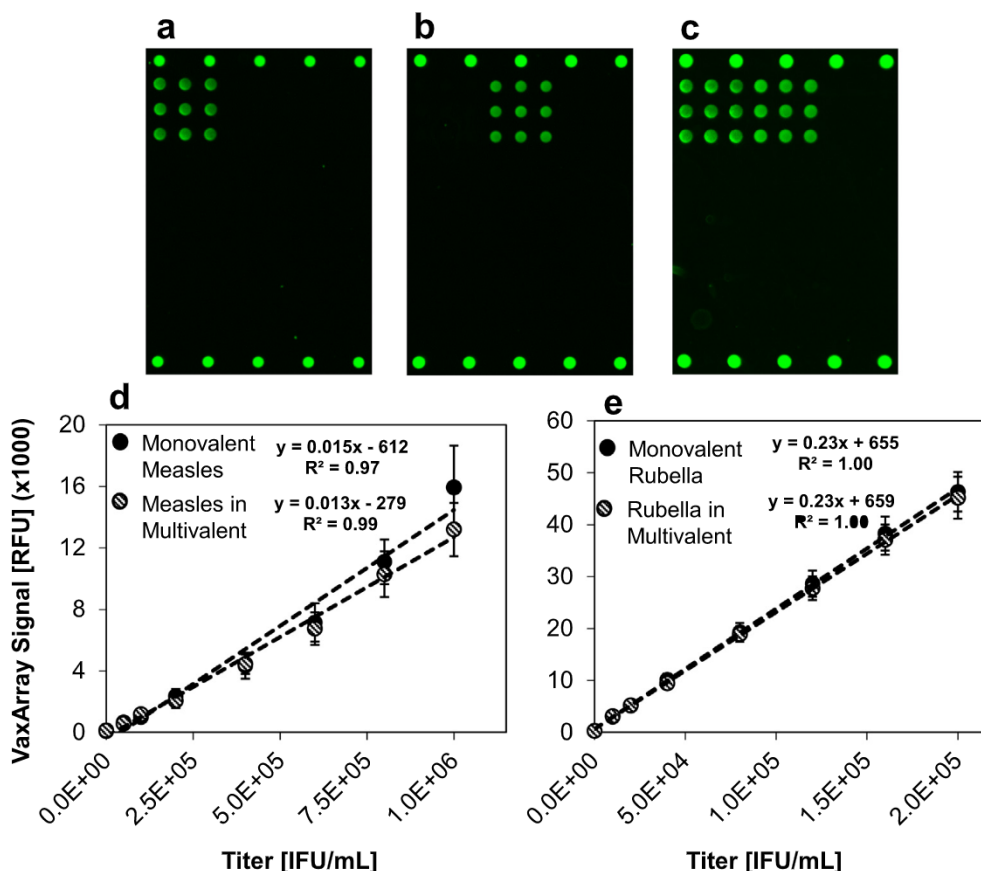 a
b
c
d
Monovalent
Measles
y = 0.015x - 612
R² = 0.97
Measles in
Multivalent
y = 0.013x - 279
R² = 0.99
VaxArray Signal [RFU] (x1000)
20
16
12
8
4
0
0.0E+00
2.5E+05
5.0E+05
7.5E+05
1.0E+06
Titer [IFU/mL]
e
Monovalent
Rubella
y = 0.23x + 655
R² = 1.00
Rubella in
Multivalent
y = 0.23x + 659
R² = 1.00
60
50
40
30
20
10
0
0.0E+00
5.0E+04
1.0E+05
1.5E+05
2.0E+05
Titer [IFU/mL]